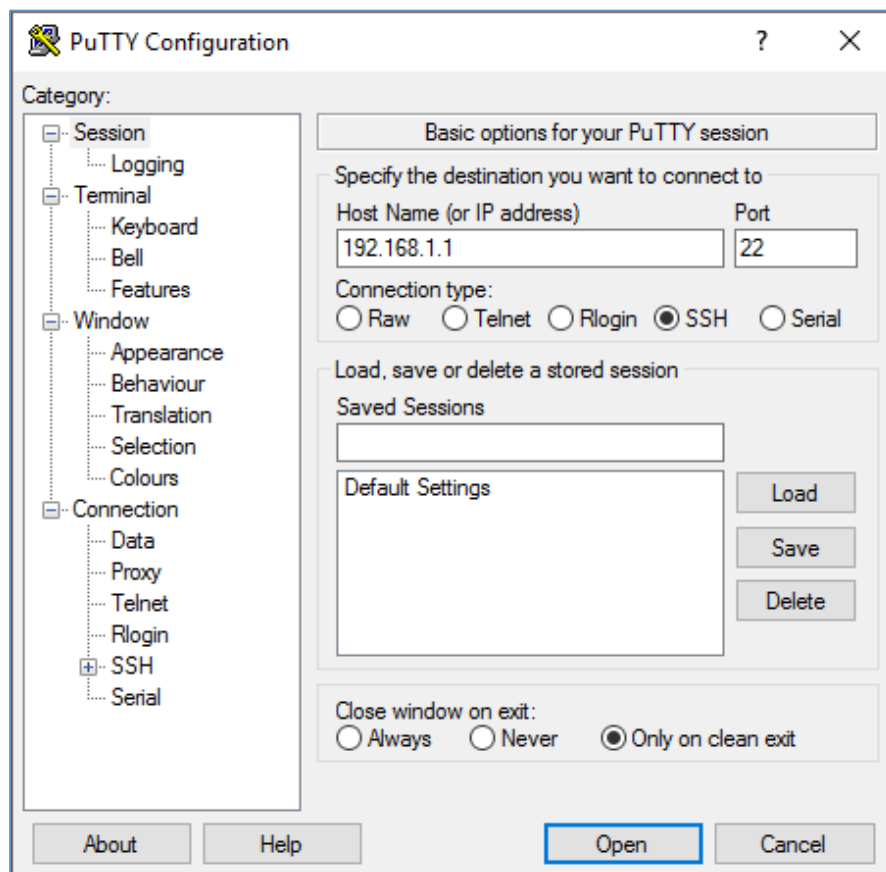 PuTTY Configuration
?
Category:
Session
Logging
Terminal
Keyboard
Bell
Features
Window
Appearance
Behaviour
Translation
Selection
Colours
Connection
Data
Proxy
Telnet
Rlogin
SSH
Serial
Basic options for your PuTTY session
Specify the destination you want to connect to
Host Name (or IP address) Port
192.168.1.1 22
Connection type:
Raw Telnet Rlogin SSH Serial
Load, save or delete a stored session
Saved Sessions
Default Settings
Load
Save
Delete
Close window on exit:
Always Never Only on clean exit
About Help Open Cancel